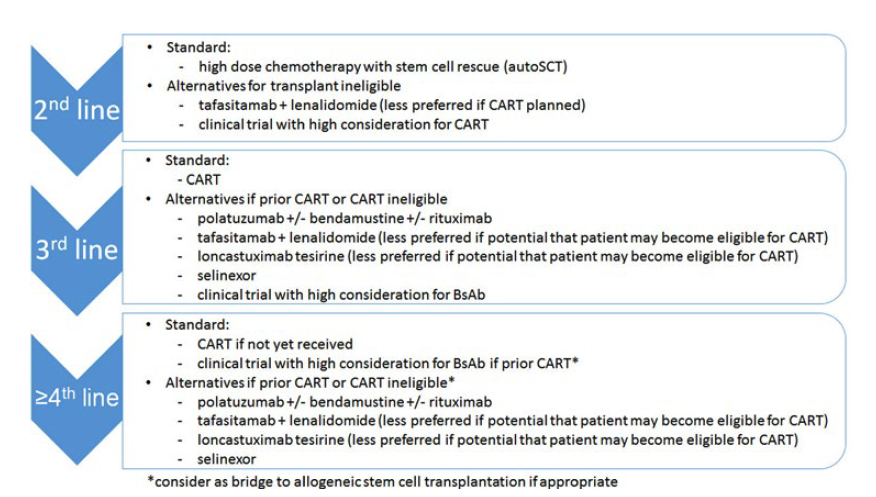 2nd line
• Standard:
- high dose chemotherapy with stem cell rescue (autoSCT)
• Alternatives for transplant ineligible
- tafasitamab + lenalidomide (less preferred if CART planned)
- clinical trial with high consideration for CART
3rd line
• Standard:
- CART
• Alternatives if prior CART or CART ineligible
- polatuzumab +/- bendamustine +/- rituximab
- tafasitamab + lenalidomide (less preferred if potential that patient may become eligible for CART)
- loncastuximab tesirine (less preferred if potential that patient may become eligible for CART)
- selinexor
- clinical trial with high consideration for BsAb
≥4th line
• Standard:
- CART if not yet received
- clinical trial with high consideration for BsAb if prior CART*
• Alternatives if prior CART or CART ineligible*
- polatuzumab +/- bendamustine +/- rituximab
- tafasitamab + lenalidomide (less preferred if potential that patient may become eligible for CART)
- loncastuximab tesirine (less preferred if potential that patient may become eligible for CART)
- selinexor
*consider as bridge to allogeneic stem cell transplantation if appropriate